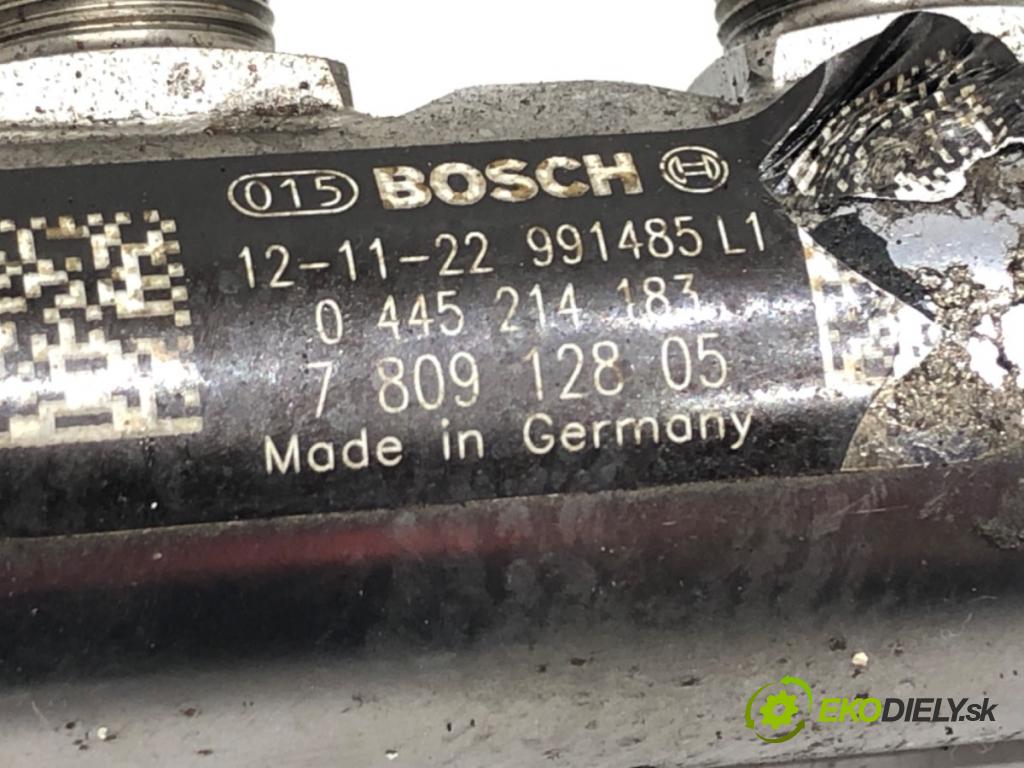 015 BOSCH
12-11-22 991485 L1
0 445 214 183
7 809 128 05
Made in Germany
EKODIELY.sk